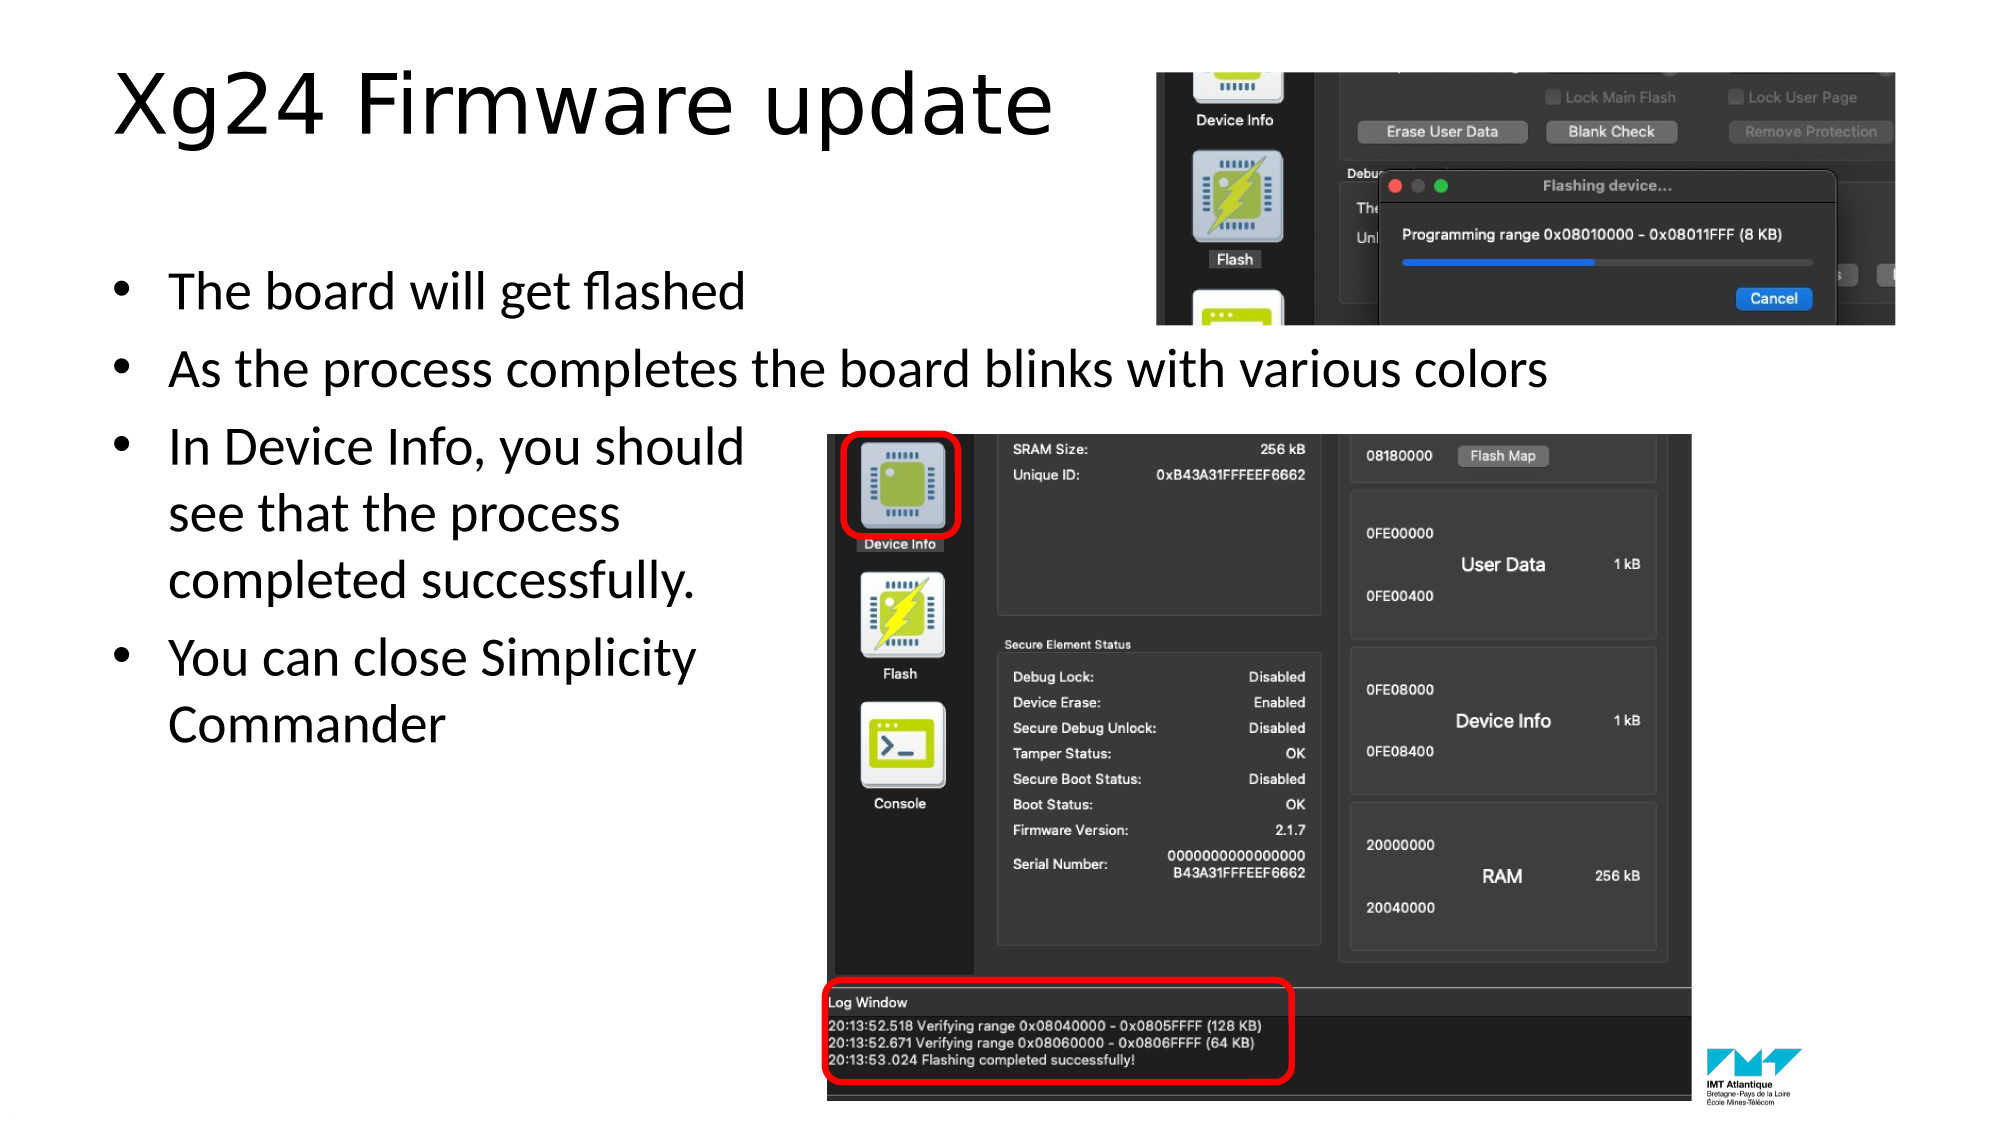 Xg24 Firmware update
Device Info
Lock Main Flash
Lock User Page
Erase User Data
Blank Check
Remove Protection
Flash
Flashing device...
Programming range 0x08010000 - 0x08011FFF (8 KB)
Cancel
• The board will get flashed
• As the process completes the board blinks with various colors
• In Device Info, you should
see that the process
completed successfully.
• You can close Simplicity
Commander
Device Info
Flash
Console
SRAM Size: 256 kB
Unique ID: 0xB43A31FFFEEF6662
Secure Element Status
Debug Lock: Disabled
Device Erase: Enabled
Secure Debug Unlock: Disabled
Tamper Status: OK
Secure Boot Status: Disabled
Boot Status: OK
Firmware Version: 2.1.7
Serial Number: 0000000000000000
B43A31FFFEEF6662
08180000 Flash Map
0FE00000
User Data 1 kB
0FE00400
0FE08000
Device Info 1 kB
0FE08400
20000000
RAM 256 kB
20040000
Log Window
20:13:52.518 Verifying range 0x08040000 - 0x0805FFFF (128 KB)
20:13:52.671 Verifying range 0x08060000 - 0x0806FFFF (64 KB)
20:13:53.024 Flashing completed successfully!
IMT Atlantique
Bretagne-Pays de la Loire
École Mines-Télécom